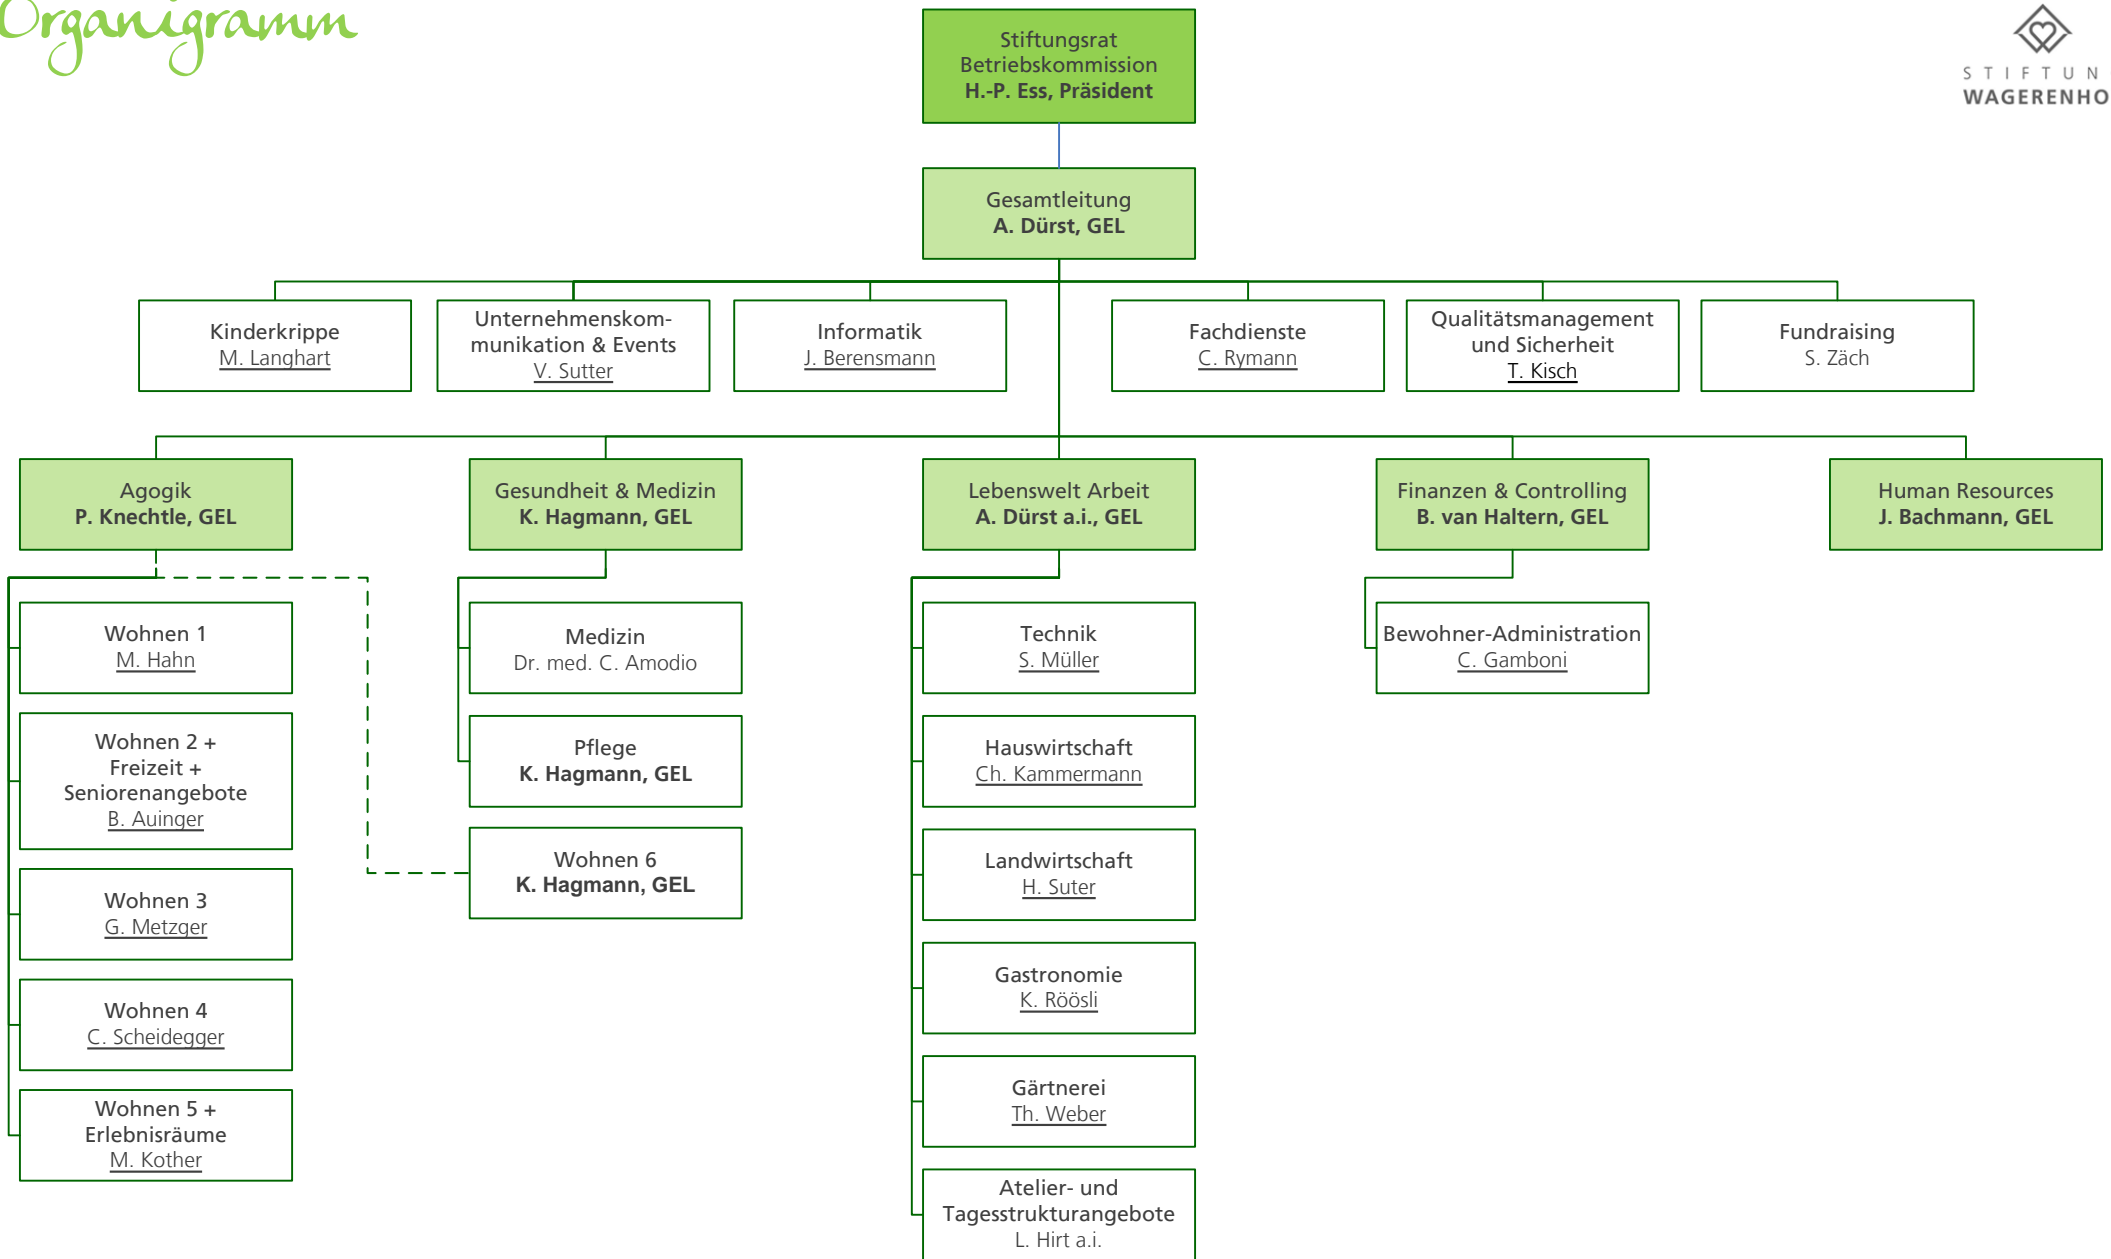 Organigramm
STIFTUN
WAGERENHO
Stiftungsrat
Betriebskommission
H.-P. Ess, Präsident
Gesamtleitung
A. Dürst, GEL
Kinderkrippe
M. Langhart
Unternehmenskom-
munikation & Events
V. Sutter
Informatik
J. Berensmann
Fachdienste
C. Rymann
Qualitätsmanagement
und Sicherheit
T. Kisch
Fundraising
S. Zäch
Agogik
P. Knechtle, GEL
Gesundheit & Medizin
K. Hagmann, GEL
Lebenswelt Arbeit
A. Dürst a.i., GEL
Finanzen & Controlling
B. van Haltern, GEL
Human Resources
J. Bachmann, GEL
Wohnen 1
M. Hahn
Wohnen 2 +
Freizeit +
Seniorenangebote
B. Auinger
Wohnen 3
G. Metzger
Wohnen 4
C. Scheidegger
Wohnen 5 +
Erlebnisräume
M. Kother
Medizin
Dr. med. C. Amodio
Pflege
K. Hagmann, GEL
Wohnen 6
K. Hagmann, GEL
Technik
S. Müller
Hauswirtschaft
Ch. Kammermann
Landwirtschaft
H. Suter
Gastronomie
K. Röösli
Gärtnerei
Th. Weber
Atelier- und
Tagesstrukturangebote
L. Hirt a.i.
Bewohner-Administration
C. Gamboni